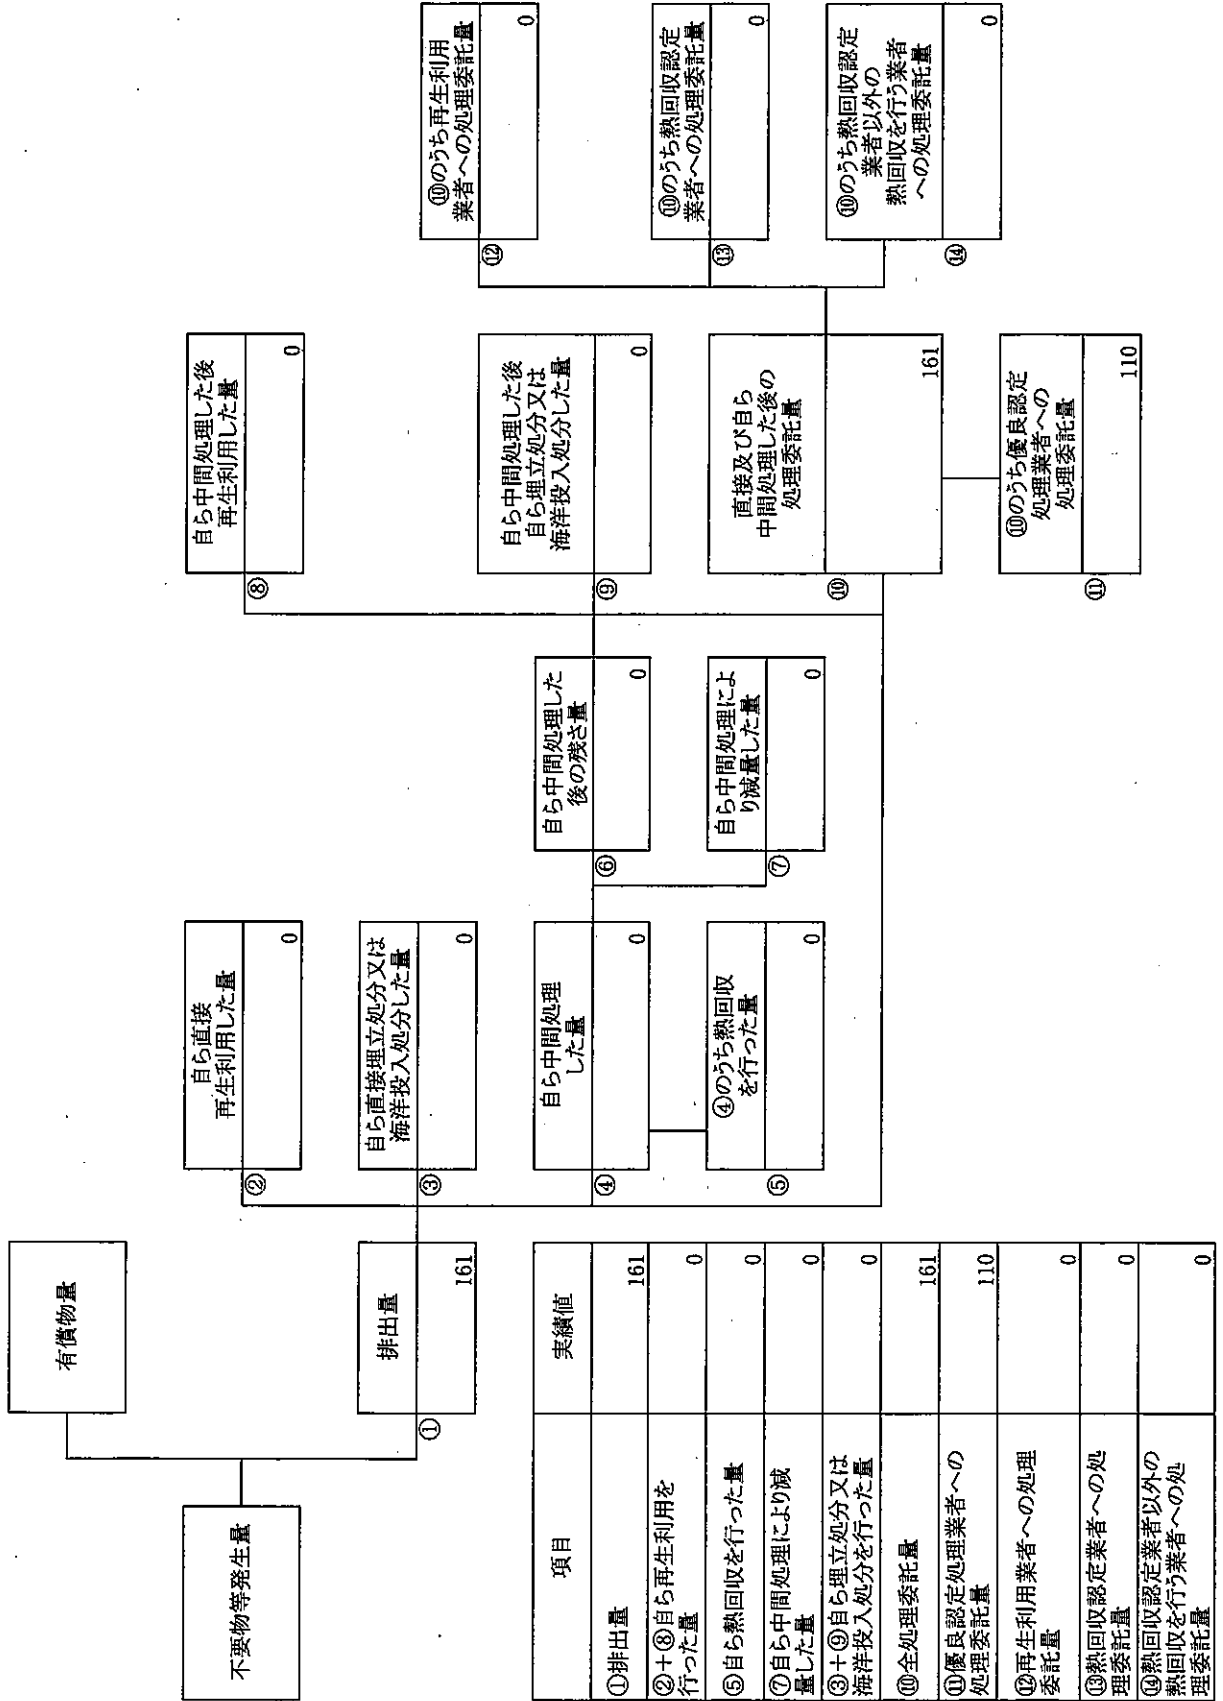 不要物等発生量
有償物量
①
排出量
161
②
自ら直接
再生利用した量
0
③
自ら直接埋立処分又は
海洋投入処分した量
0
④
自ら中間処理
した量
0
⑤
④のうち熱回収
を行った量
0
⑥
自ら中間処理した
後の残さ量
0
⑦
自ら中間処理によ
り減量した量
0
⑧
自ら中間処理した後
再生利用した量
0
⑨
自ら中間処理した後
自ら埋立処分又は
海洋投入処分した量
0
⑩
直接及び自ら
中間処理した後の
処理委託量
161
⑪
⑩のうち優良認定
処理業者への
処理委託量
110
⑫
⑩のうち再生利用
業者への処理委託量
0
⑬
⑩のうち熱回収認定
業者への処理委託量
0
⑭
⑩のうち熱回収認定
業者以外の
熱回収を行う業者
への処理委託量
0
項目 実績値
①排出量 161
②+⑧自ら再生利用を
行った量 0
⑤自ら熱回収を行った量 0
⑦自ら中間処理により減
量した量 0
③+⑨自ら埋立処分又は
海洋投入処分を行った量 0
⑩全処理委託量 161
⑪優良認定処理業者への
処理委託量 110
⑫再生利用業者への処理
委託量 0
⑬熱回収認定業者への処
理委託量 0
⑭熱回収認定業者以外の
熱回収を行う業者への処
理委託量 0